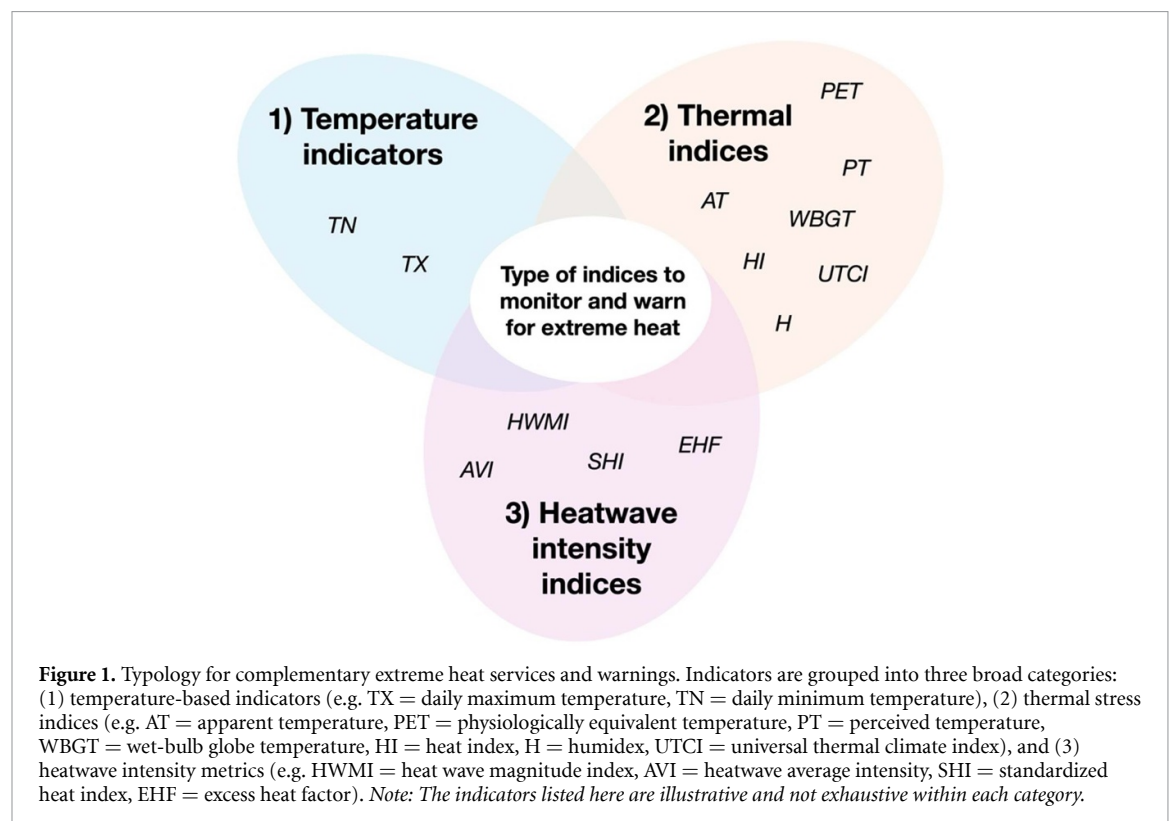 1) Temperature
indicators
TN
TX
2) Thermal
indices
PET
PT
AT
WBGT
HI
UTCI
H
Type of indices to
monitor and warn
for extreme heat
HWMI
EHF
SHI
AVI
3) Heatwave
intensity
indices
Figure 1. Typology for complementary extreme heat services and warnings. Indicators are grouped into three broad categories:
(1) temperature-based indicators (e.g. TX = daily maximum temperature, TN = daily minimum temperature), (2) thermal stress
indices (e.g. AT = apparent temperature, PET = physiologically equivalent temperature, PT = perceived temperature,
WBGT = wet-bulb globe temperature, HI = heat index, H = humidex, UTCI = universal thermal climate index), and (3)
heatwave intensity metrics (e.g. HWMI = heat wave magnitude index, AVI = heatwave average intensity, SHI = standardized
heat index, EHF = excess heat factor). Note: The indicators listed here are illustrative and not exhaustive within each category.